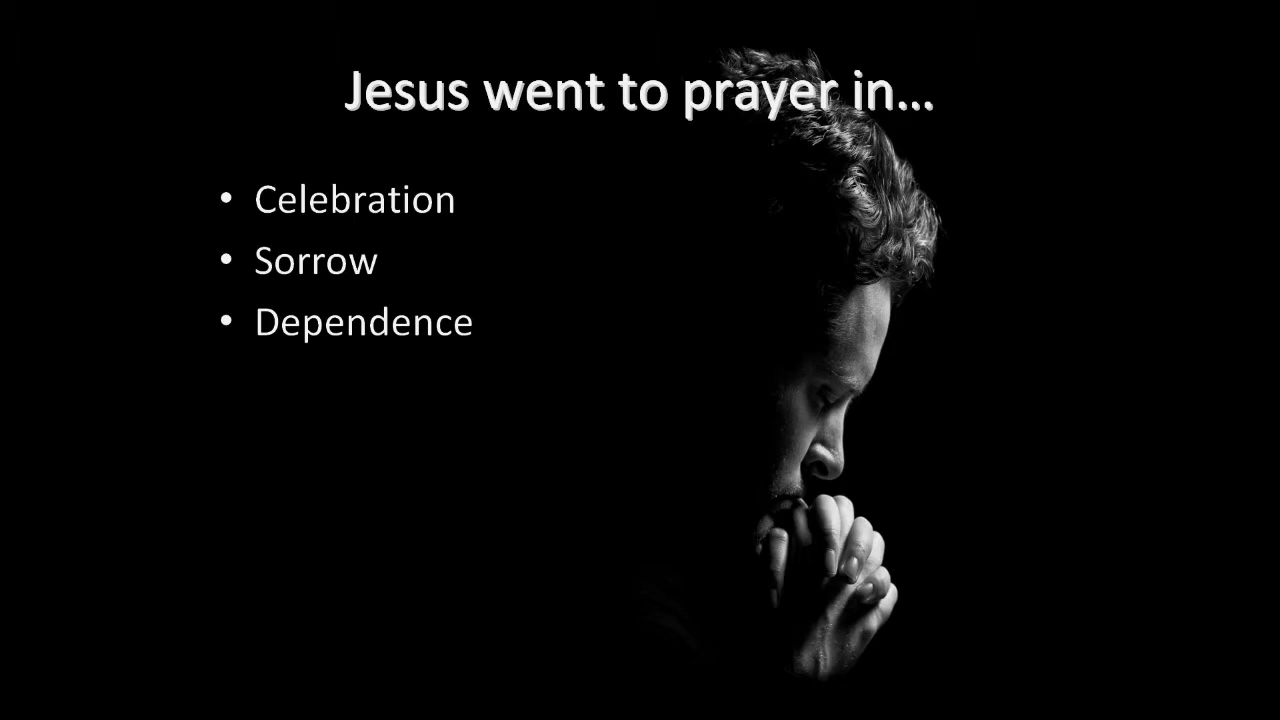 Jesus went to prayer in…
• Celebration
• Sorrow
• Dependence